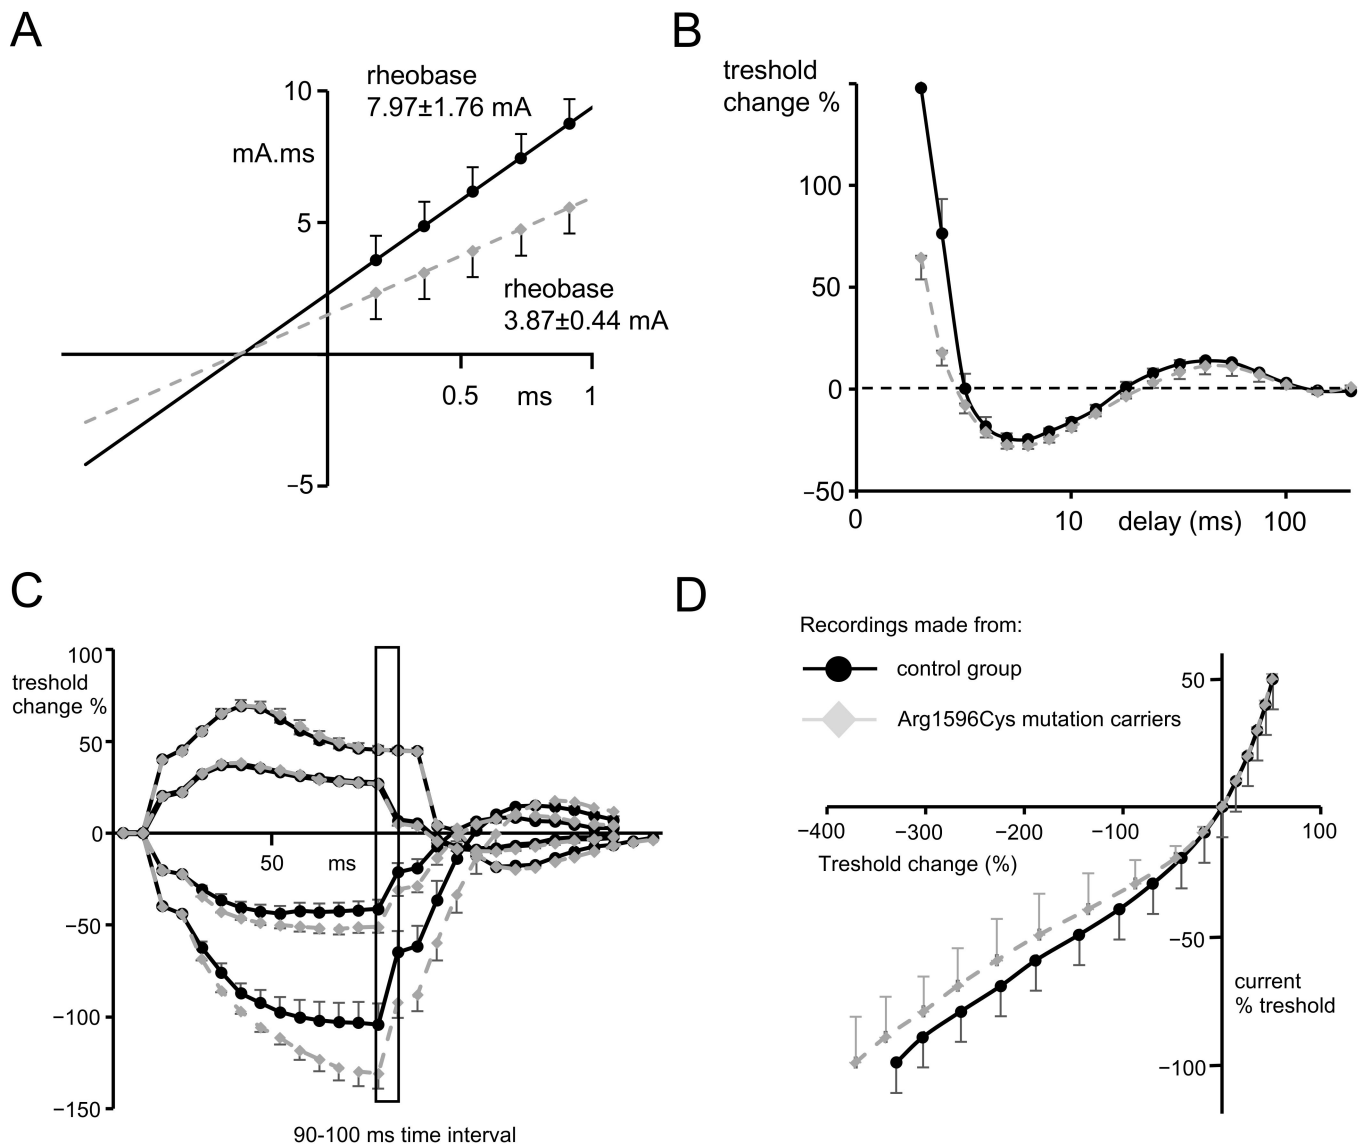 A
rheobase
7.97±1.76 mA
10
mA.ms
5
rheobase
3.87±0.44 mA
0.5 ms 1
−5
B
treshold
change %
100
50
0
−50
0 10 delay (ms) 100
C
100
treshold
change %
50
0
50 ms
−50
−100
−150
90-100 ms time interval
D
Recordings made from:
control group
Arg1596Cys mutation carriers
50
−400 −300 −200 −100 100
Treshold change (%)
−50
current
% treshold
−100